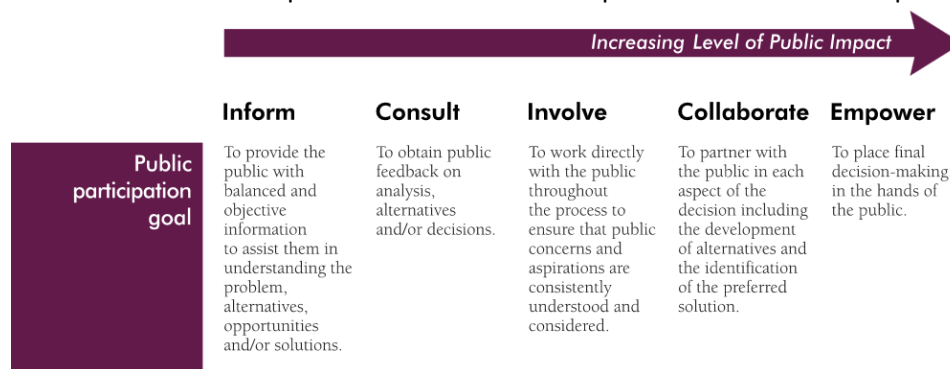 Increasing Level of Public Impact
Inform
Consult
Involve
Collaborate
Empower
Public
participation
goal
To provide the
public with
balanced and
objective
information
to assist them in
understanding the
problem,
alternatives,
opportunities
and/or solutions.
To obtain public
feedback on
analysis,
alternatives
and/or decisions.
To work directly
with the public
throughout
the process to
ensure that public
concerns and
aspirations are
consistently
understood and
considered.
To partner with
the public in each
aspect of the
decision including
the development
of alternatives and
the identification
of the preferred
solution.
To place final
decision-making
in the hands of
the public.